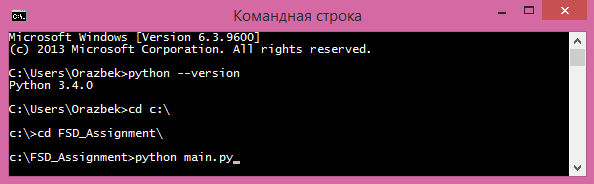 Командная строка
Microsoft Windows [Version 6.3.9600]
(c) 2013 Microsoft Corporation. All rights reserved.
C:\Users\Orazbek>python --version
Python 3.4.0
C:\Users\Orazbek>cd c:\
c:\>cd FSD_Assignment\
c:\FSD_Assignment>python main.py_